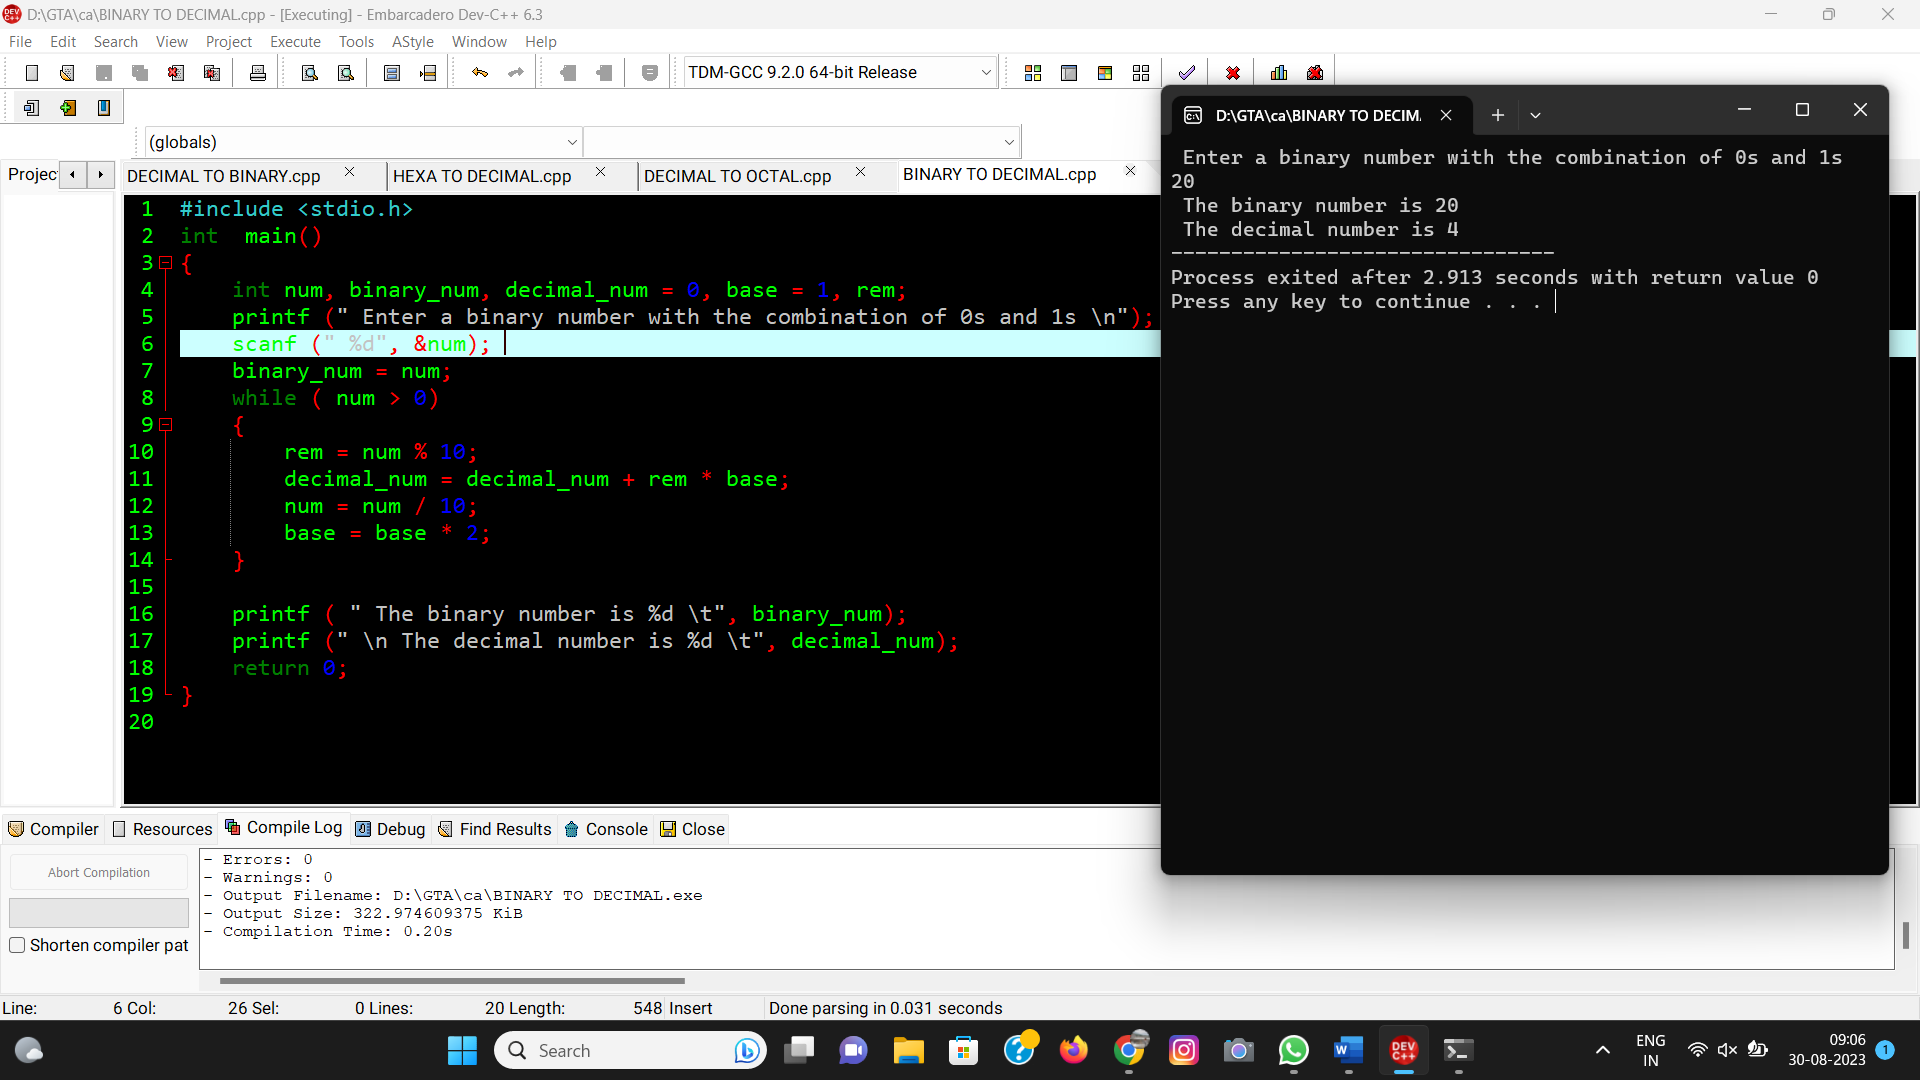 D:\GTA\ca\BINARY TO DECIMAL.cpp - [Executing] - Embarcadero Dev-C++ 6.3
File Edit Search View Project Execute Tools AStyle Window Help
TDM-GCC 9.2.0 64-bit Release
(globals)
Projec DECIMAL TO BINARY.cpp HEXA TO DECIMAL.cpp DECIMAL TO OCTAL.cpp BINARY TO DECIMAL.cpp
1 #include <stdio.h>
2 int  main()
3 {
4     int num, binary_num, decimal_num = 0, base = 1, rem;
5     printf (" Enter a binary number with the combination of 0s and 1s \n");
6     scanf (" %d", &num);
7     binary_num = num;
8     while ( num > 0)
9     {
10         rem = num % 10;
11         decimal_num = decimal_num + rem * base;
12         num = num / 10;
13         base = base * 2;
14     }
15
16     printf ( " The binary number is %d \t", binary_num);
17     printf (" \n The decimal number is %d \t", decimal_num);
18     return 0;
19 }
20
D:\GTA\ca\BINARY TO DECIM
Enter a binary number with the combination of 0s and 1s
20
The binary number is 20
The decimal number is 4
--------------------------------
Process exited after 2.913 seconds with return value 0
Press any key to continue . . .
Compiler Resources Compile Log Debug Find Results Console Close
Abort Compilation
Shorten compiler pat
- Errors: 0
- Warnings: 0
- Output Filename: D:\GTA\ca\BINARY TO DECIMAL.exe
- Output Size: 322.974609375 KiB
- Compilation Time: 0.20s
Line: 6 Col: 26 Sel: 0 Lines: 20 Length: 548 Insert Done parsing in 0.031 seconds
Search
DEV C++
ENG
IN
09:06
30-08-2023
1